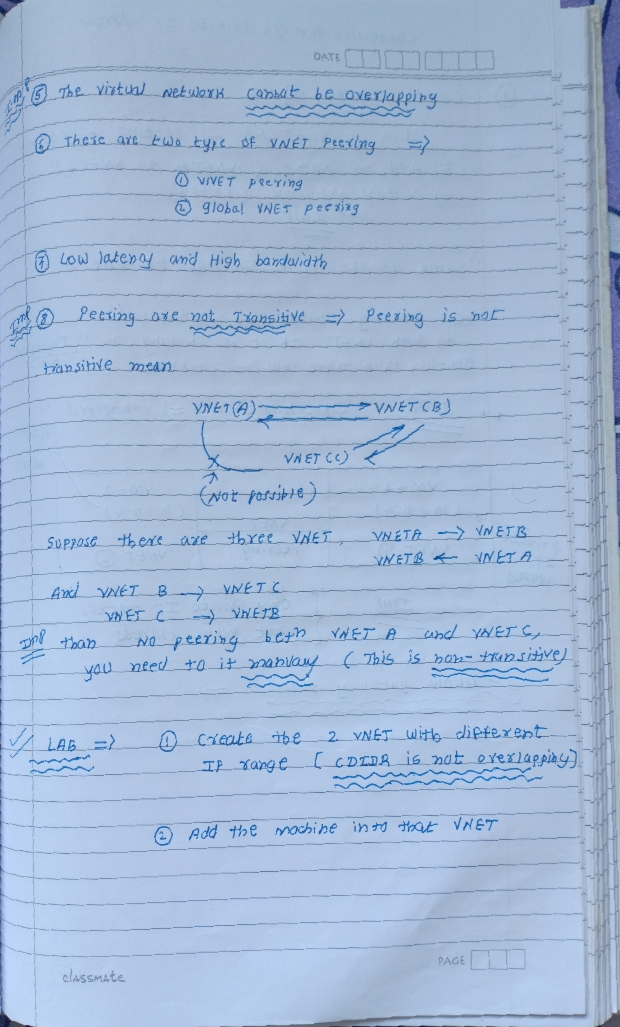 DATE
Imp ⑤ The virtual Network Cannot be overlapping
⑥ There are two type of VNET Peering =>
① VNET peering
② global VNET peering
⑦ Low latency and High bandwidth
Imp ⑧ Peering are not Transitive => Peering is not
transitive mean
VNET(A) VNET(B)
VNET(C)
X
(Not possible)
Suppose there are three VNET, VNETA -> VNETB
VNETB <- VNETA
And VNET B -> VNET C
VNET C -> VNETB
Imp than No peering betn VNET A and VNET C,
you need to it manualy (This is non-transitive)
LAB => ① Create the 2 VNET with different
IP range [CDIDR is not overlapping]
② Add the machine into that VNET
PAGE
classmate